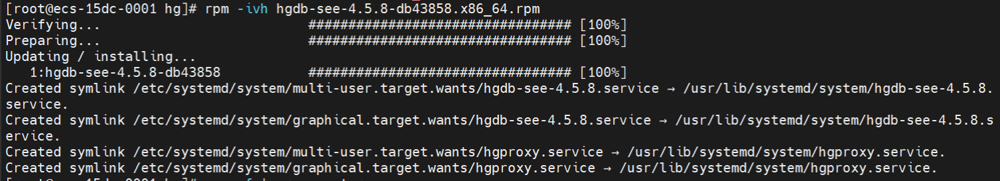 [root@ecs-15dc-0001 hg]# rpm -ivh hgdb-see-4.5.8-db43858.x86_64.rpm
Verifying... ################################# [100%]
Preparing... ################################# [100%]
Updating / installing...
1:hgdb-see-4.5.8-db43858 ################################# [100%]
Created symlink /etc/systemd/system/multi-user.target.wants/hgdb-see-4.5.8.service → /usr/lib/systemd/system/hgdb-see-4.5.8.
service.
Created symlink /etc/systemd/system/graphical.target.wants/hgdb-see-4.5.8.service → /usr/lib/systemd/system/hgdb-see-4.5.8.s
ervice.
Created symlink /etc/systemd/system/multi-user.target.wants/hgproxy.service → /usr/lib/systemd/system/hgproxy.service.
Created symlink /etc/systemd/system/graphical.target.wants/hgproxy.service → /usr/lib/systemd/system/hgproxy.service.
[root@ecs-15dc-0001 hg]#